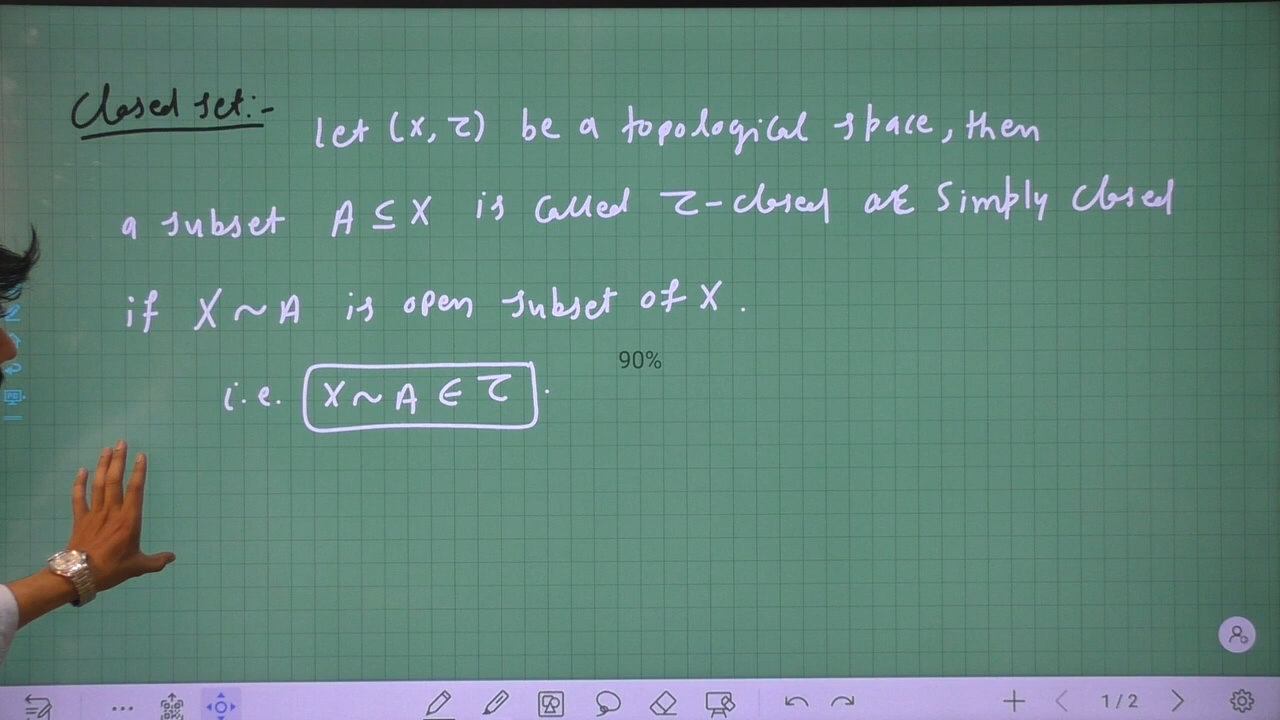 Closed set:-
Let (X, τ) be a topological space, then
a subset A ⊆ X is called τ-closed or simply closed
if X ~ A is open subset of X.
90%
i.e. X ~ A ∈ τ.
1/2